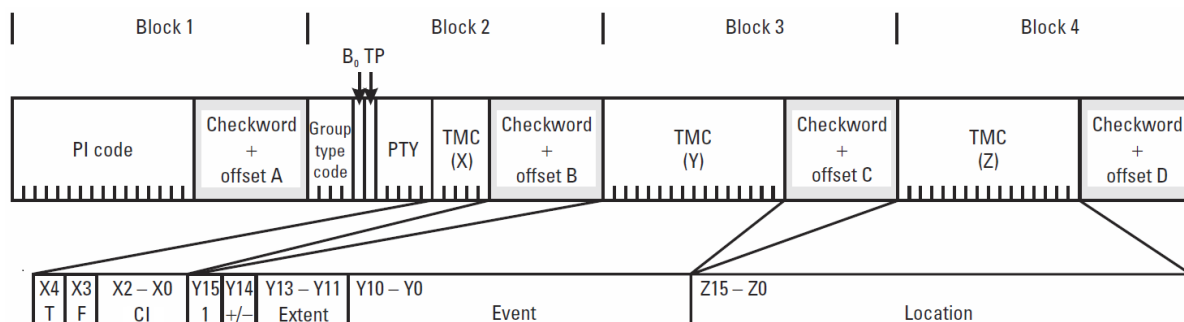 Block 1 Block 2 Block 3 Block 4
B₀ TP
PI code
Checkword
+
offset A
Group
type
code
PTY
TMC
(X)
Checkword
+
offset B
TMC
(Y)
Checkword
+
offset C
TMC
(Z)
Checkword
+
offset D
X4 X3 X2 – X0 Y15 Y14 Y13 – Y11 Y10 – Y0 Z15 – Z0
T F CI 1 +/– Extent Event Location